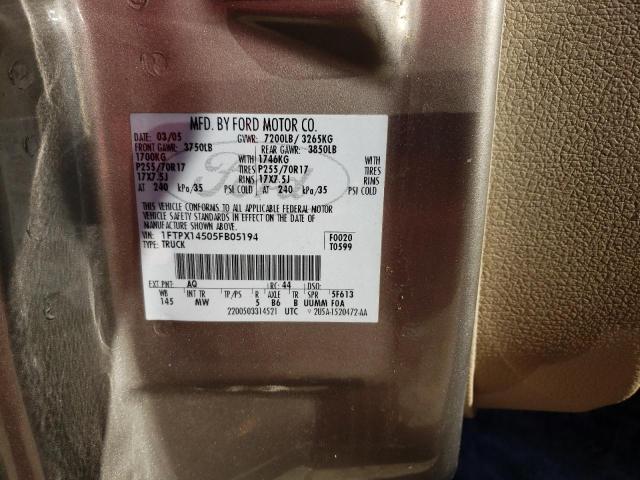 MFD. BY FORD MOTOR CO.
DATE: 03/05 GVWR: 7200LB/ 3265KG
FRONT GAWR: 3750LB REAR GAWR: 3850LB
1700KG WITH 1746KG WITH
P255/70R17 TIRES P255/70R17 TIRES
17X7.5J RIMS 17X7.5J RIMS
AT 240 kPa/35 PSI COLD AT 240 kPa/35 PSI COLD
THIS VEHICLE CONFORMS TO ALL APPLICABLE FEDERAL MOTOR
VEHICLE SAFETY STANDARDS IN EFFECT ON THE DATE OF
MANUFACTURE SHOWN ABOVE.
VIN: 1FTPX14505FB05194 F0020
TYPE: TRUCK T0599
EXT PNT: AQ RC: 44 DSO:
WB INT TR TP/PS R AXLE TR SPR 5F613
145 MW 5 B6 B UUMM F0A
2200503314521 UTC 2U5A-1520472-AA
Ford